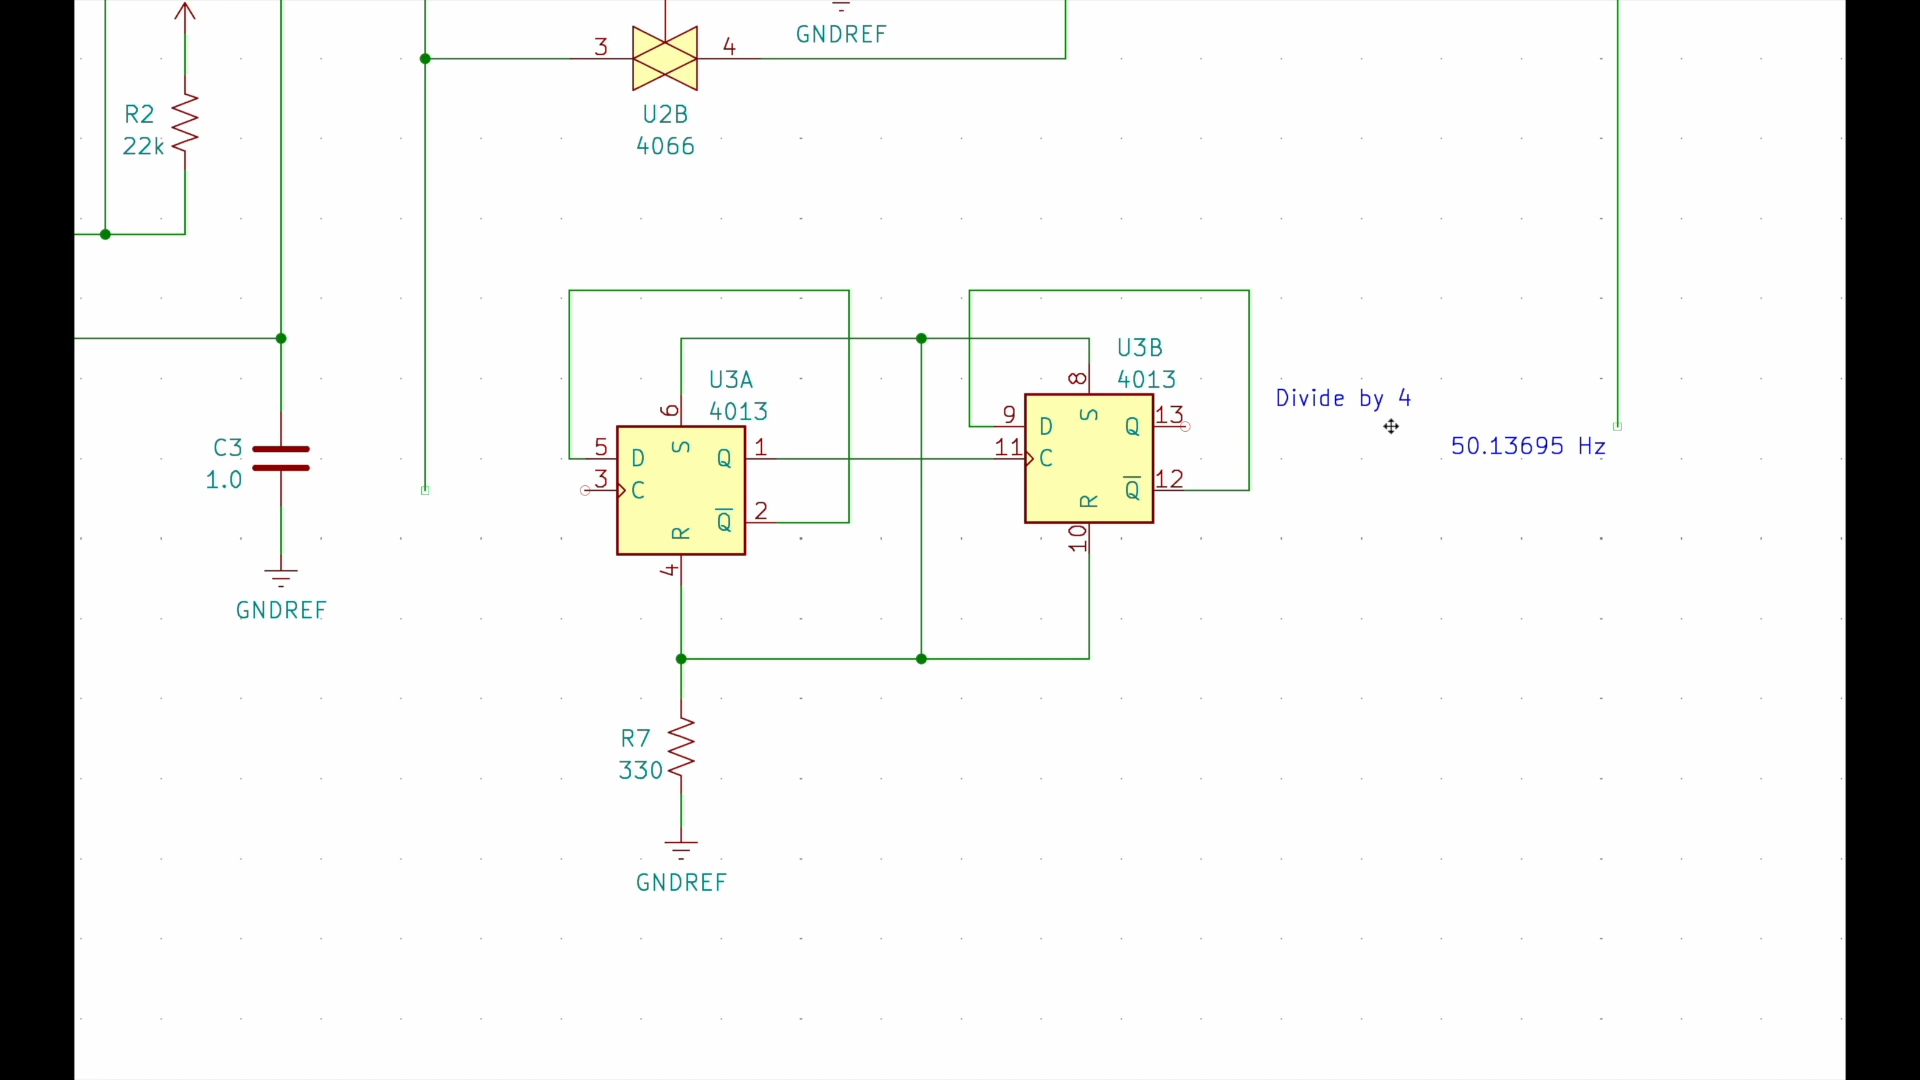 GNDREF
3
4
U2B
4066
R2
22k
U3A
4013
6
5
D
S
Q
1
3
C
R
Q
2
4
U3B
4013
8
9
D
S
Q
13
11
C
R
Q
12
10
Divide by 4
50.13695 Hz
C3
1.0
GNDREF
R7
330
GNDREF